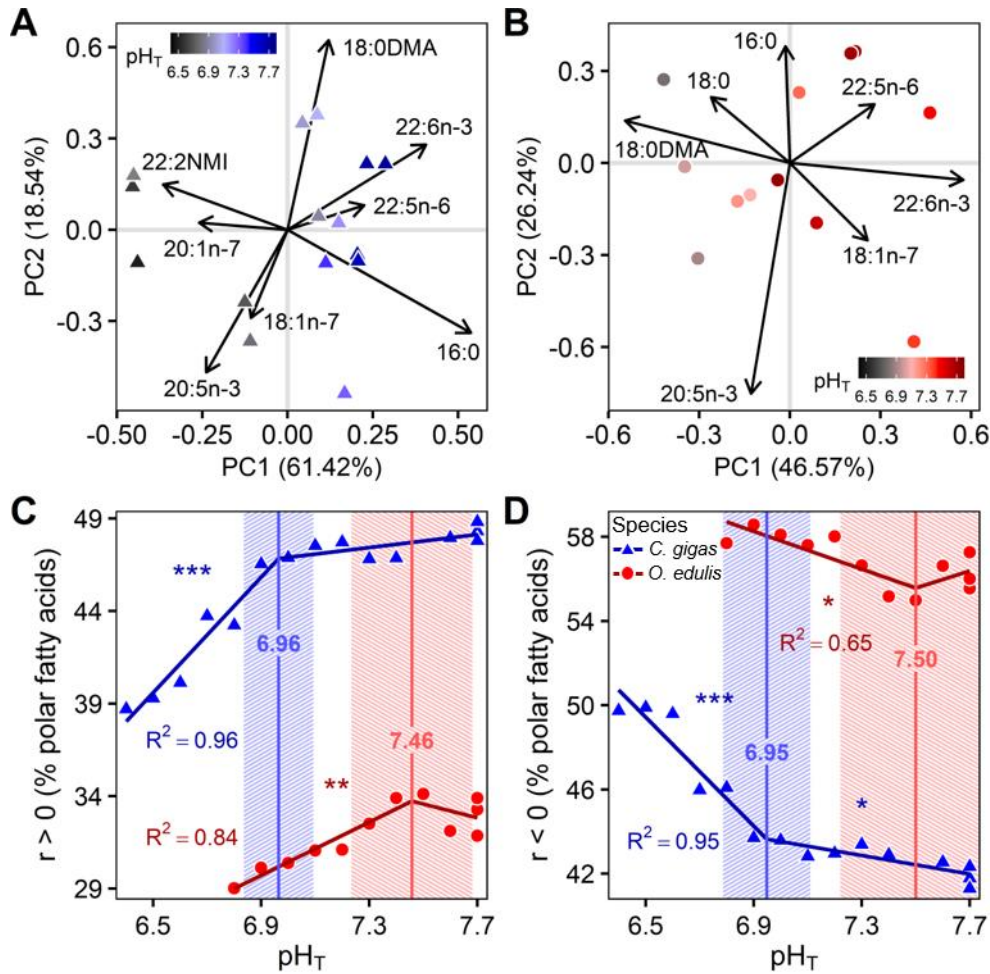 A
0.6
0.3
0.0
-0.3
PC2 (18.54%)
pH_T
6.5 6.9 7.3 7.7
18:0DMA
22:6n-3
22:2NMI
22:5n-6
20:1n-7
18:1n-7
16:0
20:5n-3
-0.50 -0.25 0.00 0.25 0.50
PC1 (61.42%)
B
0.3
0.0
-0.3
-0.6
PC2 (26.24%)
16:0
18:0
22:5n-6
18:0DMA
22:6n-3
18:1n-7
20:5n-3
pH_T
6.5 6.9 7.3 7.7
-0.6 -0.3 0.0 0.3 0.6
PC1 (46.57%)
C
49
44
39
34
29
r > 0 (% polar fatty acids)
***
6.96
R² = 0.96
7.46
**
R² = 0.84
6.5 6.9 7.3 7.7
pH_T
D
58
54
50
46
42
r < 0 (% polar fatty acids)
Species
C. gigas
O. edulis
*
R² = 0.65
7.50
***
6.95
*
R² = 0.95
6.5 6.9 7.3 7.7
pH_T